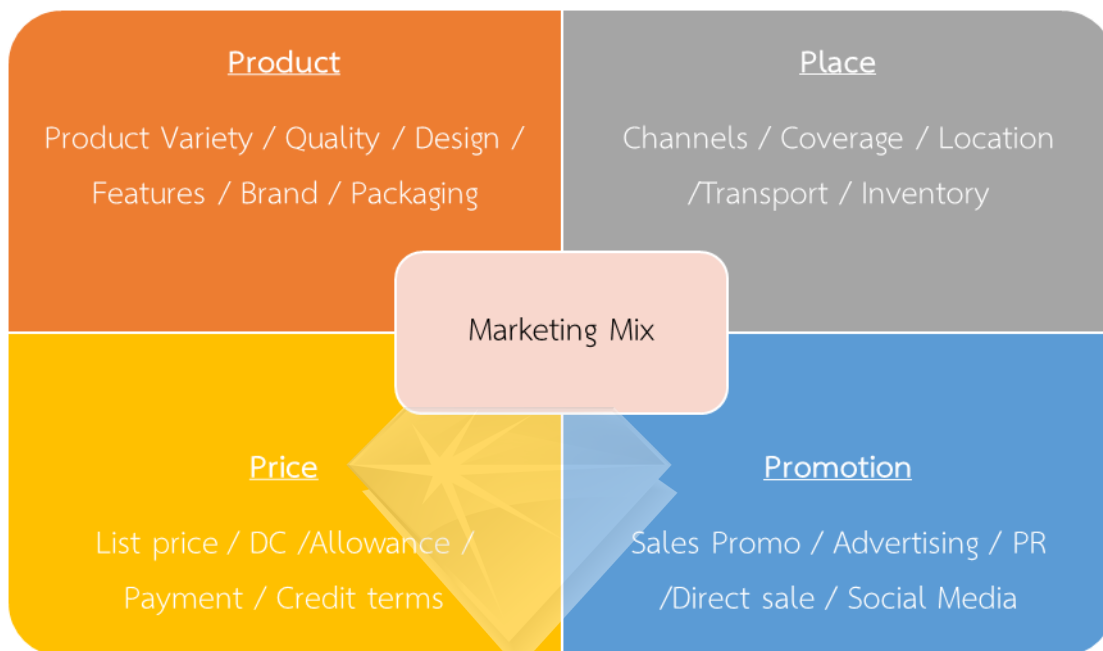 Product
Product Variety / Quality / Design /
Features / Brand / Packaging
Place
Channels / Coverage / Location
/Transport / Inventory
Marketing Mix
Price
List price / DC /Allowance /
Payment / Credit terms
Promotion
Sales Promo / Advertising / PR
/Direct sale / Social Media